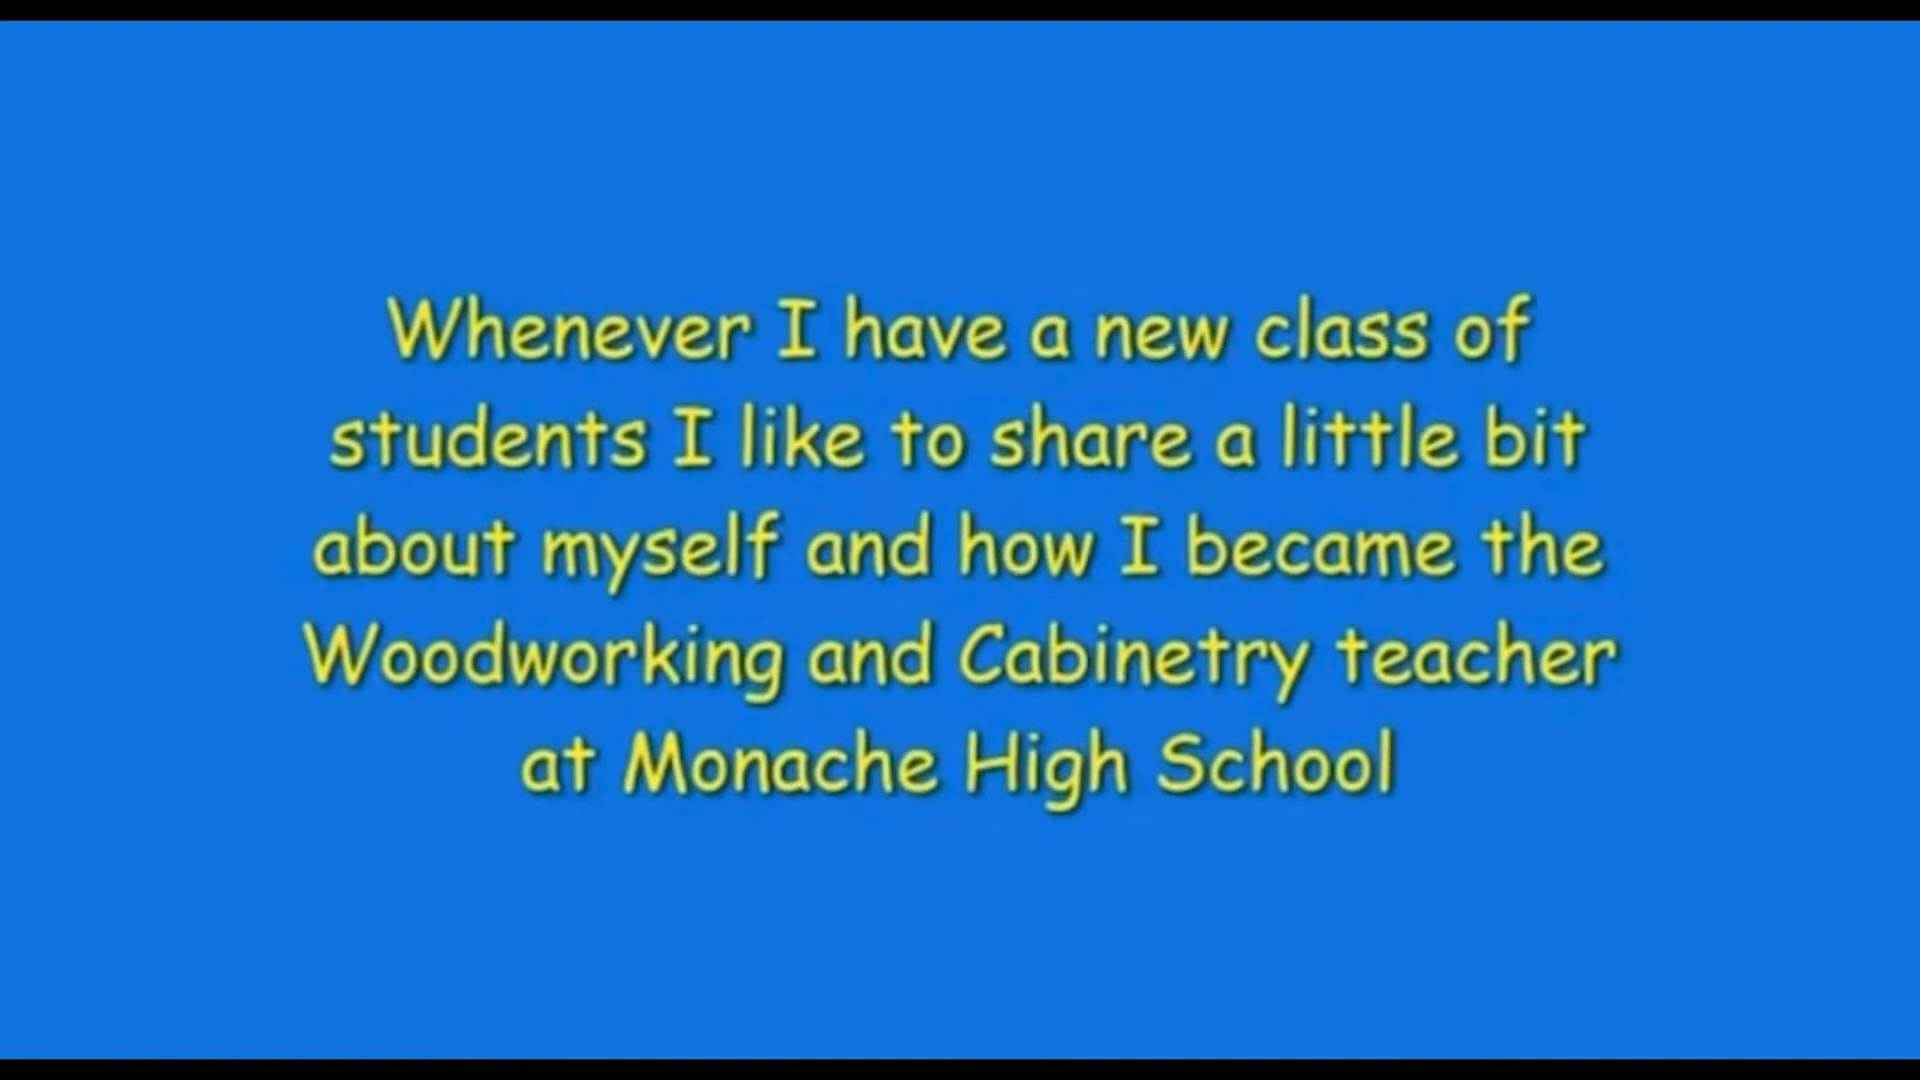 Whenever I have a new class of
students I like to share a little bit
about myself and how I became the
Woodworking and Cabinetry teacher
at Monache High School